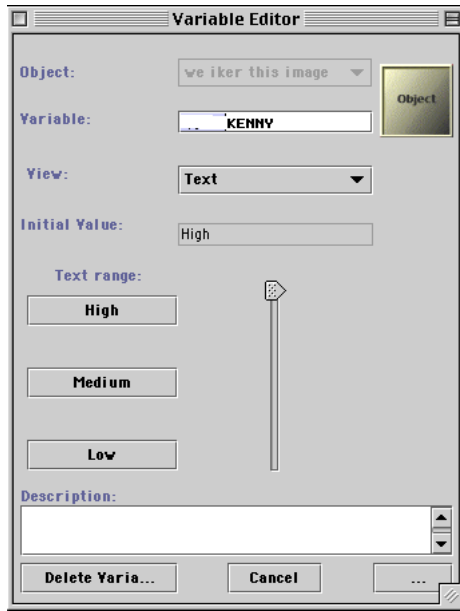 Variable Editor
Object:
we iker this image
Object
Variable:
KENNY
View:
Text
Initial Value:
High
Text range:
High
Medium
Low
Description:
Delete Varia...
Cancel
...